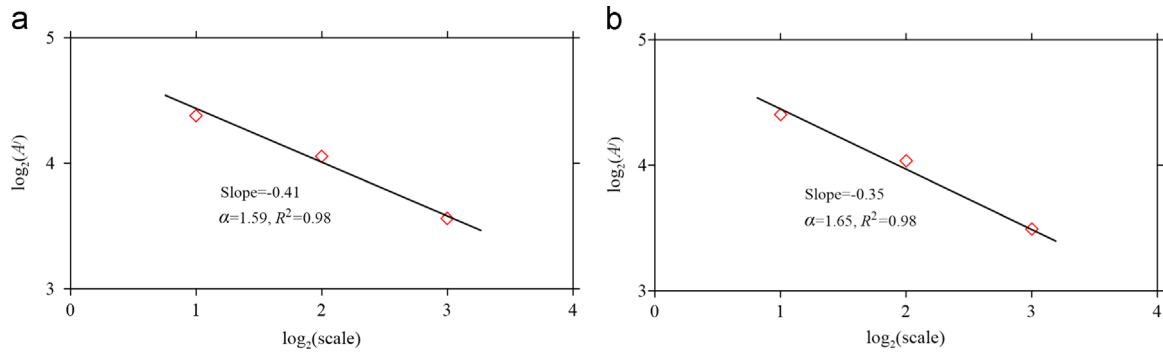 a
5
4
3
0
1
2
3
4
log2(Aʲ)
log2(scale)
Slope=-0.41
α=1.59, R²=0.98
b
5
4
3
0
1
2
3
4
log2(Aʲ)
log2(scale)
Slope=-0.35
α=1.65, R²=0.98